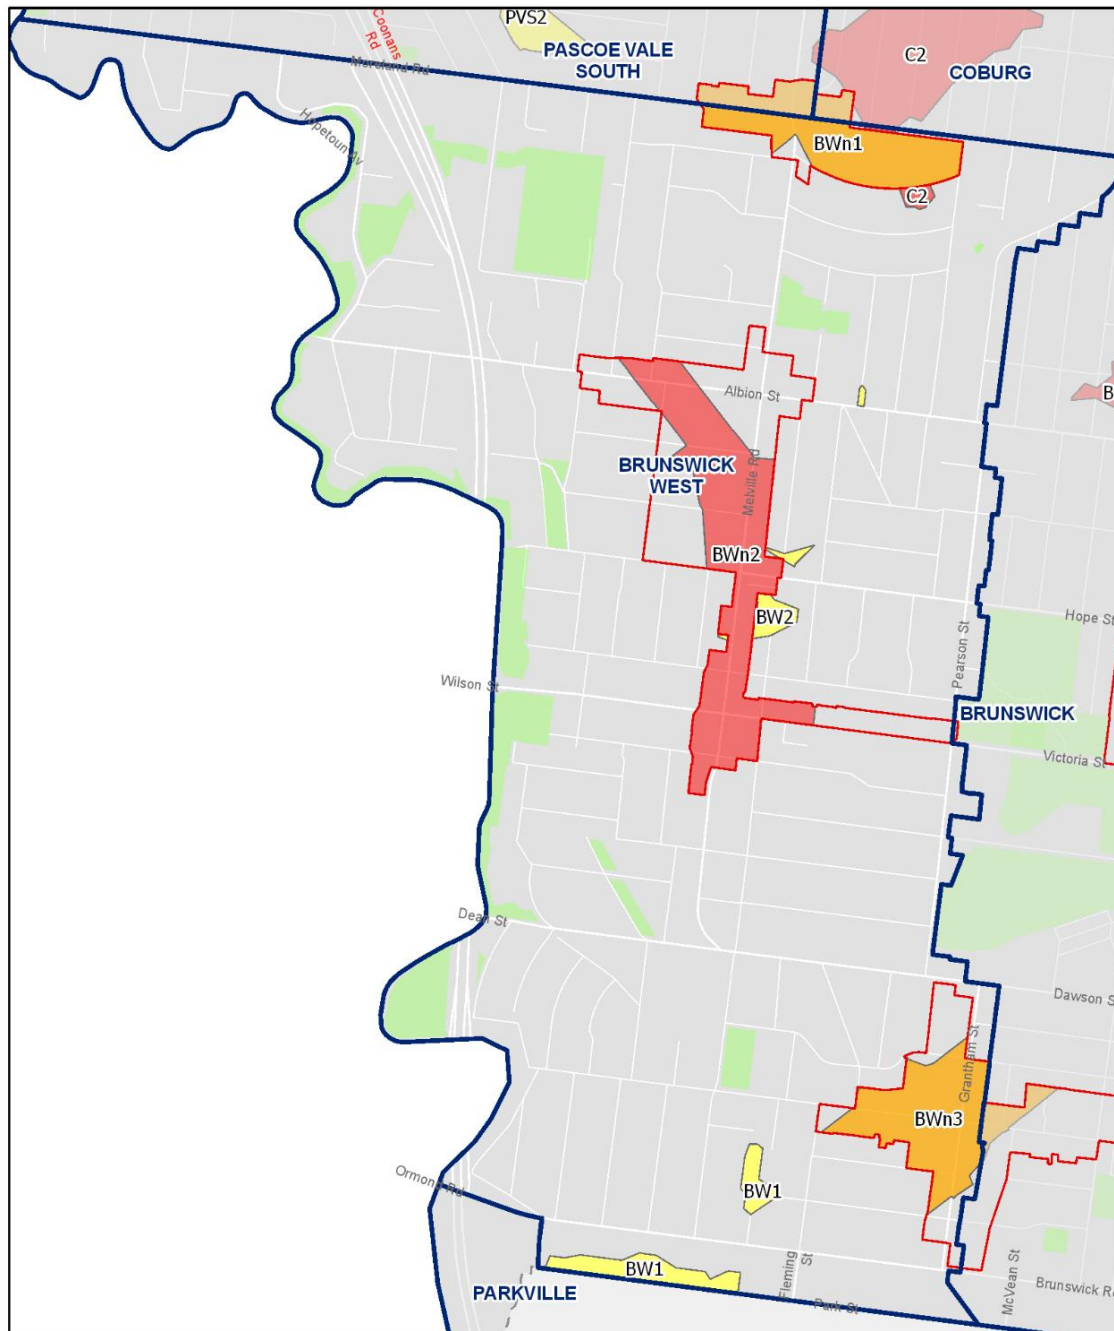 PVS2
Coonans
Rd
PASCOE VALE
SOUTH
C2
COBURG
Moreland Rd
Hopetoun Av
BWn1
C2
Albion St
B
BRUNSWICK
WEST
Melville Rd
BWn2
BW2
Hope St
Pearson St
Wilson St
BRUNSWICK
Victoria St
Dean St
Dawson S
Grantham St
BWn3
Ormond Rd
BW1
BW1
Fleming
St
McVean St
Brunswick Rd
PARKVILLE
Park St